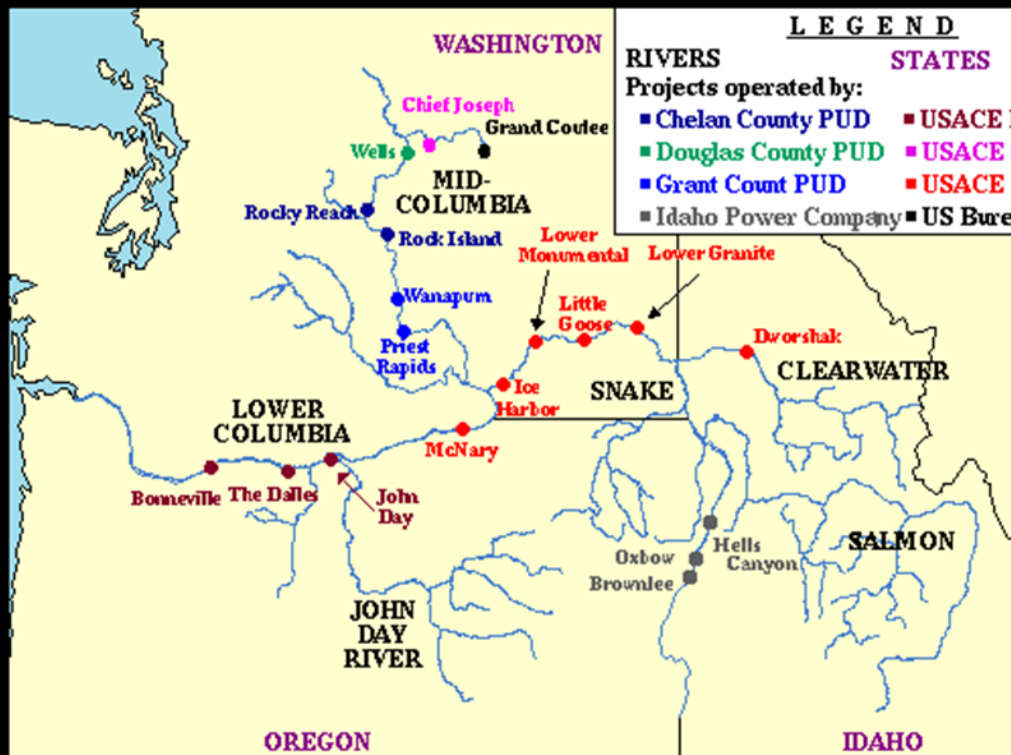 WASHINGTON
L E G E N D
RIVERS
STATES
Projects operated by:
Chelan County PUD
USACE
Douglas County PUD
USACE
Grant Count PUD
USACE
Idaho Power Company
US Bure
Chief Joseph
Grand Coulee
Wells
MID-
COLUMBIA
Rocky Reach
Rock Island
Lower
Monumental
Lower Granite
Wanapum
Little
Goose
Priest
Rapids
Dworshak
CLEARWATER
Ice
Harbor
SNAKE
LOWER
COLUMBIA
McNary
Bonneville
The Dalles
John
Day
Hells
Canyon
Oxbow
Brownlee
SALMON
JOHN
DAY
RIVER
OREGON
IDAHO